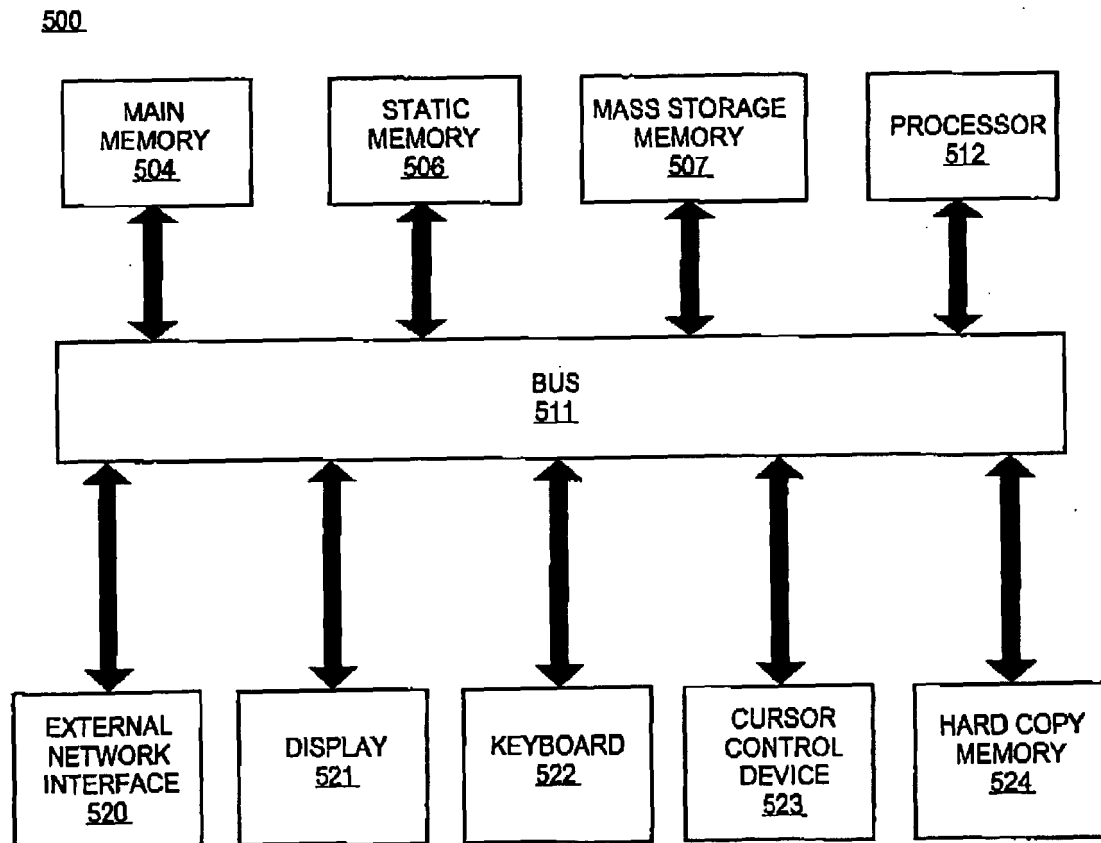 500
MAIN
MEMORY
504
STATIC
MEMORY
506
MASS STORAGE
MEMORY
507
PROCESSOR
512
BUS
511
EXTERNAL
NETWORK
INTERFACE
520
DISPLAY
521
KEYBOARD
522
CURSOR
CONTROL
DEVICE
523
HARD COPY
MEMORY
524